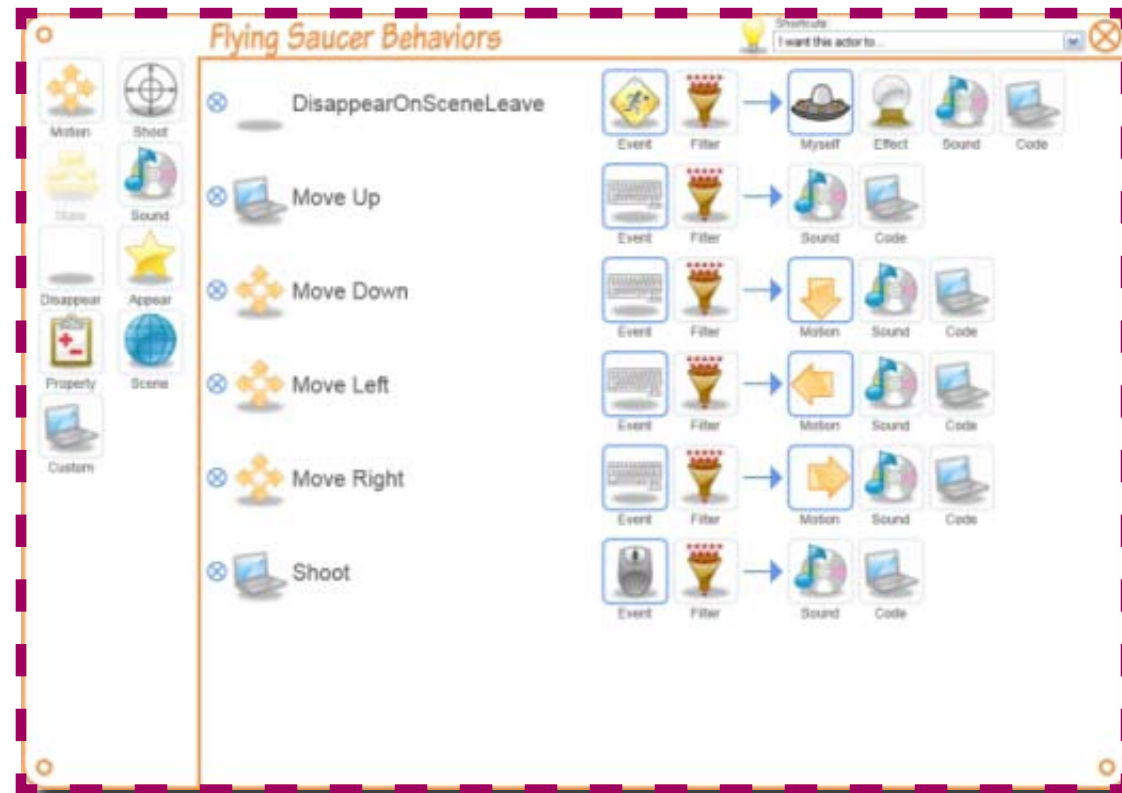 Flying Saucer Behaviors
Shortcuts:
I want this actor to...
Motion Shoot
State Sound
Disappear Appear
Property Scene
Custom
DisappearOnSceneLeave
Event Filter Myself Effect Sound Code
Move Up
Event Filter Sound Code
Move Down
Event Filter Motion Sound Code
Move Left
Event Filter Motion Sound Code
Move Right
Event Filter Motion Sound Code
Shoot
Event Filter Sound Code